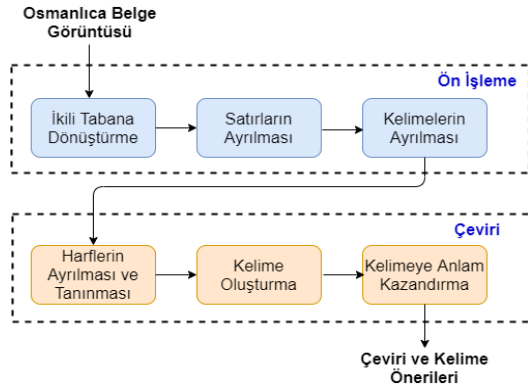 Osmanlıca Belge
Görüntüsü
Ön İşleme
İkili Tabana
Dönüştürme
Satırların
Ayrılması
Kelimelerin
Ayrılması
Çeviri
Harflerin
Ayrılması ve
Tanınması
Kelime
Oluşturma
Kelimeye Anlam
Kazandırma
Çeviri ve Kelime
Önerileri